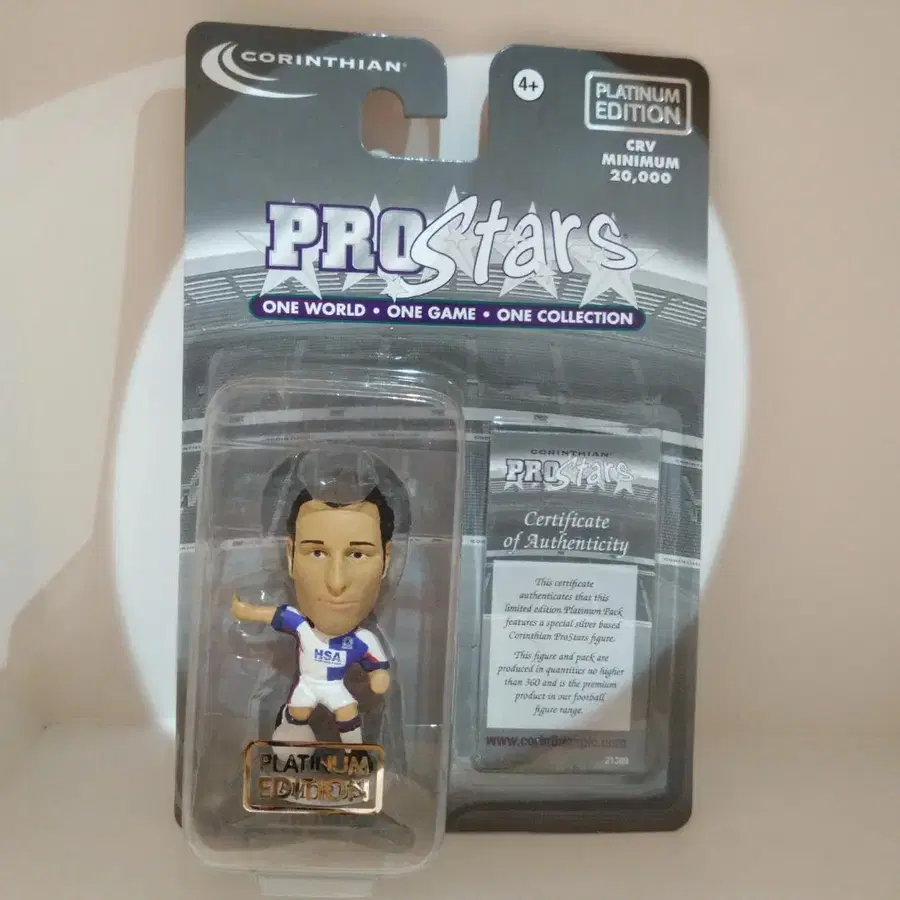 CORINTHIAN
4+
PLATINUM
EDITION
CRV
MINIMUM
20,000
PROStars
ONE WORLD • ONE GAME • ONE COLLECTION
CORINTHIAN
PROStars
Certificate
of Authenticity
This certificate
authenticates that this
limited edition Platinum Pack
features a special silver based
Corinthian ProStars figure.
This figure and pack are
produced in quantities no higher
than 360 and is the premium
product in our football
figure range.
HSA
PLATINUM
EDITION